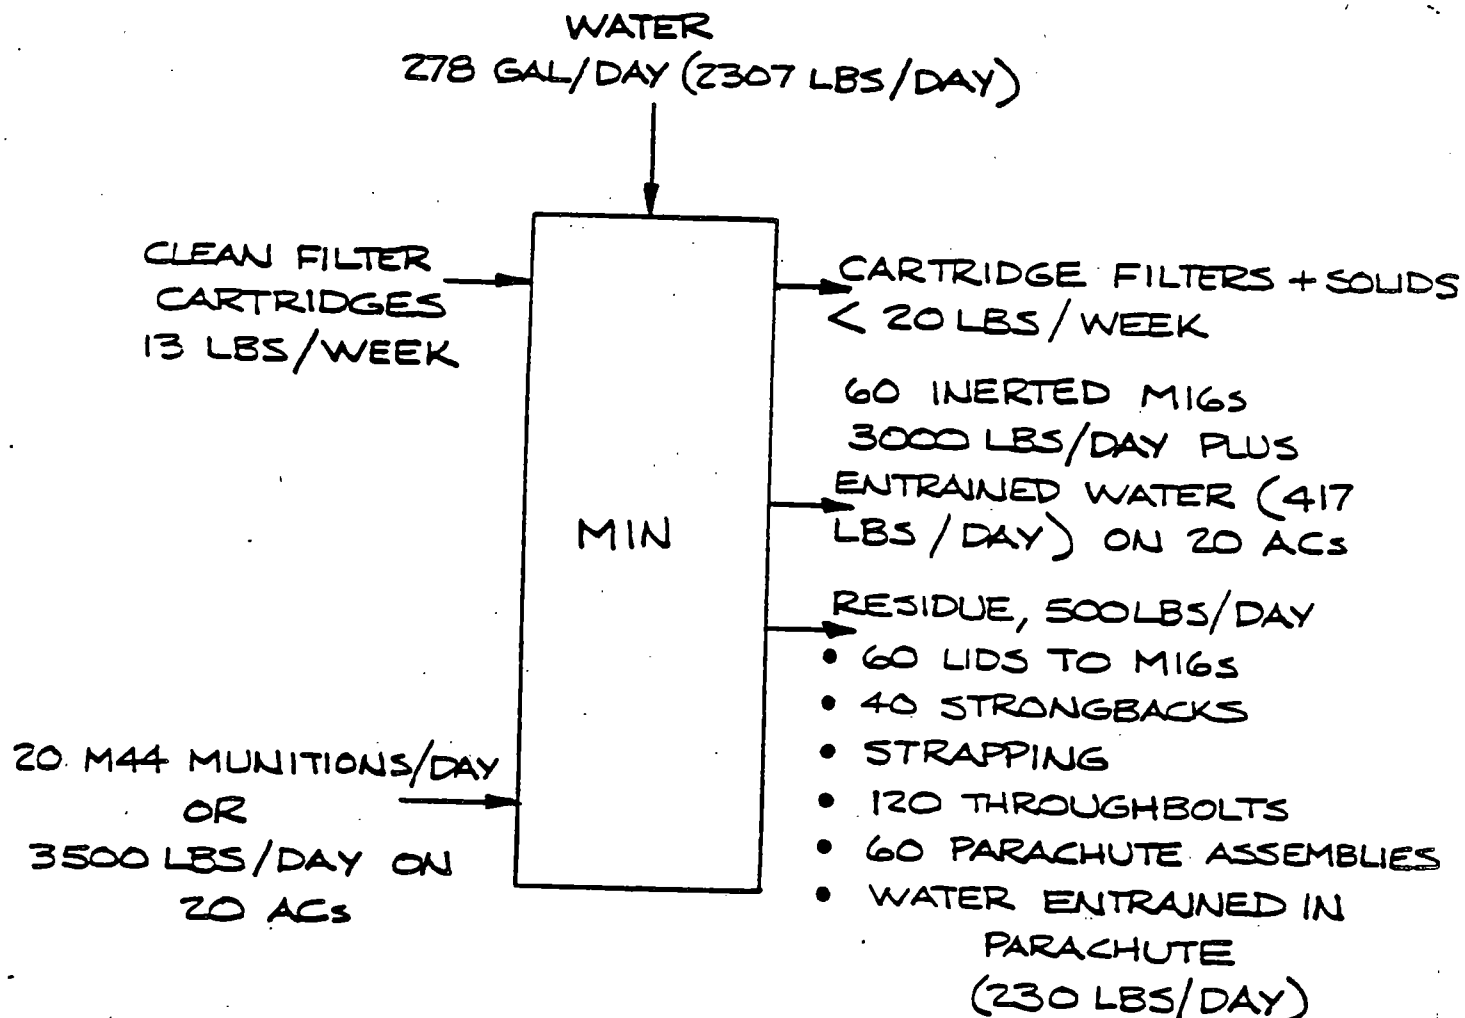 WATER
278 GAL/DAY (2307 LBS/DAY)
CLEAN FILTER
CARTRIDGES
13 LBS/WEEK
CARTRIDGE FILTERS + SOLIDS
< 20 LBS/WEEK
60 INERTED M16s
3000 LBS/DAY PLUS
ENTRAINED WATER (417
LBS/DAY) ON 20 ACs
MIN
RESIDUE, 500 LBS/DAY
• 60 LIDS TO M16s
• 40 STRONGBACKS
• STRAPPING
• 120 THROUGHBOLTS
• 60 PARACHUTE ASSEMBLIES
• WATER ENTRAINED IN
PARACHUTE
(230 LBS/DAY)
20 M44 MUNITIONS/DAY
OR
3500 LBS/DAY ON
20 ACs